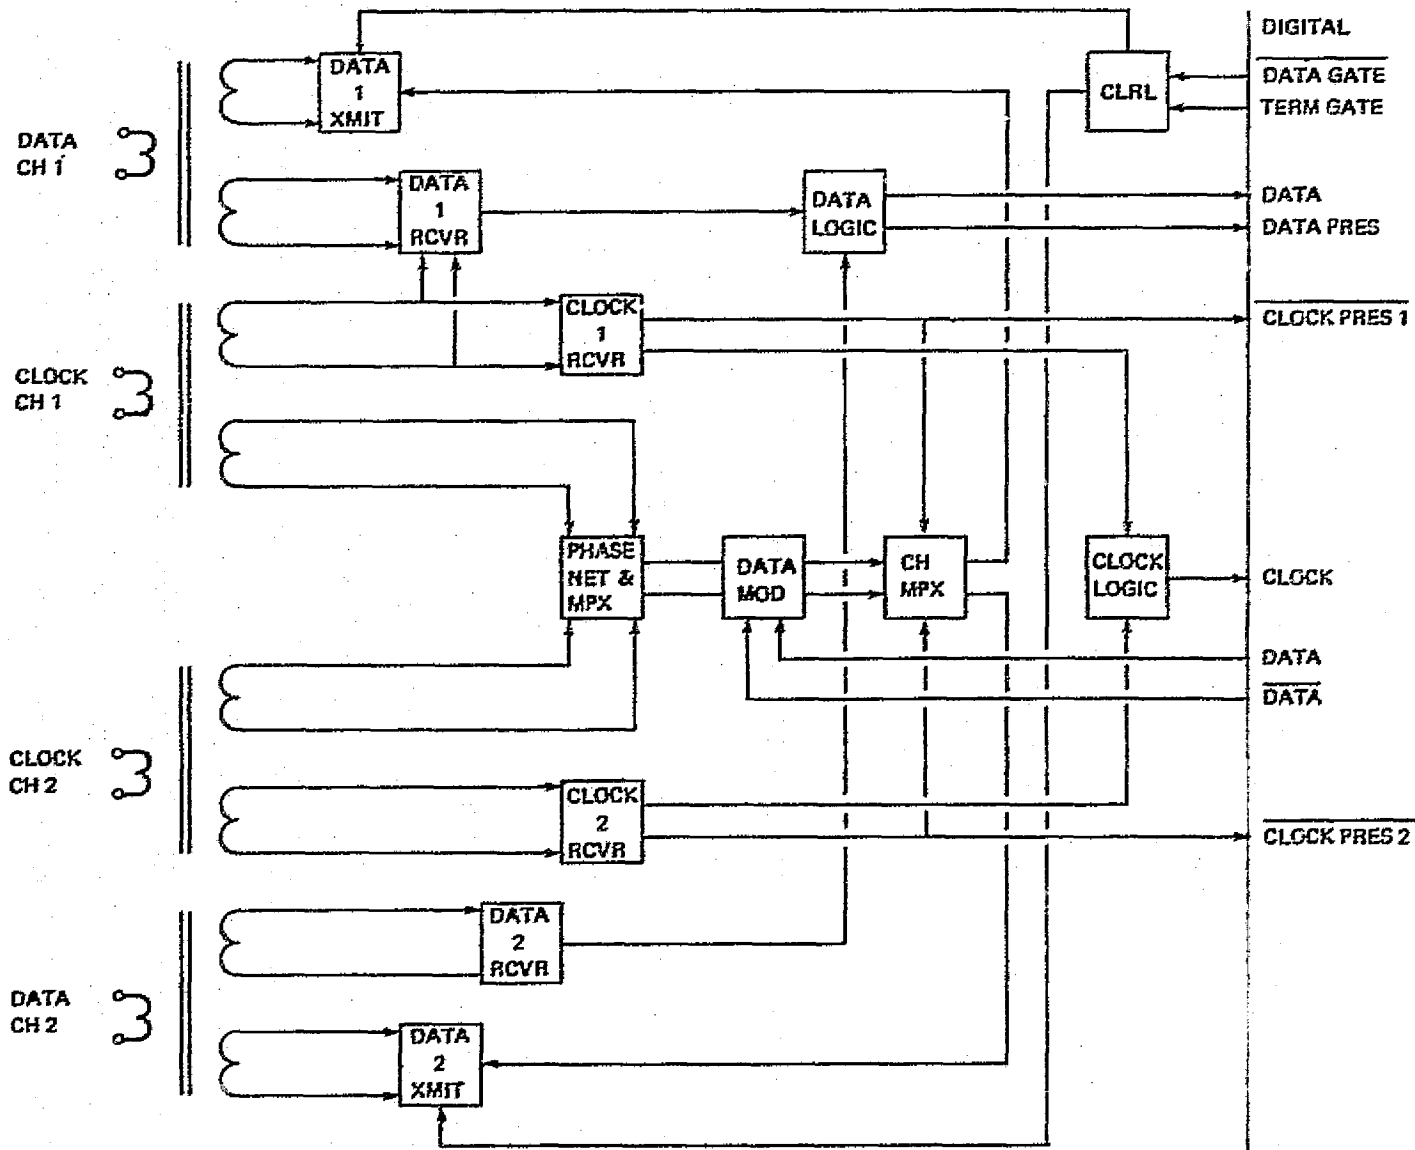 DIGITAL
DATA
1
XMIT
CLRL
DATA GATE
TERM GATE
DATA
CH 1
DATA
1
RCVR
DATA
LOGIC
DATA
DATA PRES
CLOCK
1
RCVR
CLOCK PRES 1
CLOCK
CH 1
PHASE
NET &
MPX
DATA
MOD
CH
MPX
CLOCK
LOGIC
CLOCK
DATA
DATA
CLOCK
CH 2
CLOCK
2
RCVR
CLOCK PRES 2
DATA
2
RCVR
DATA
CH 2
DATA
2
XMIT